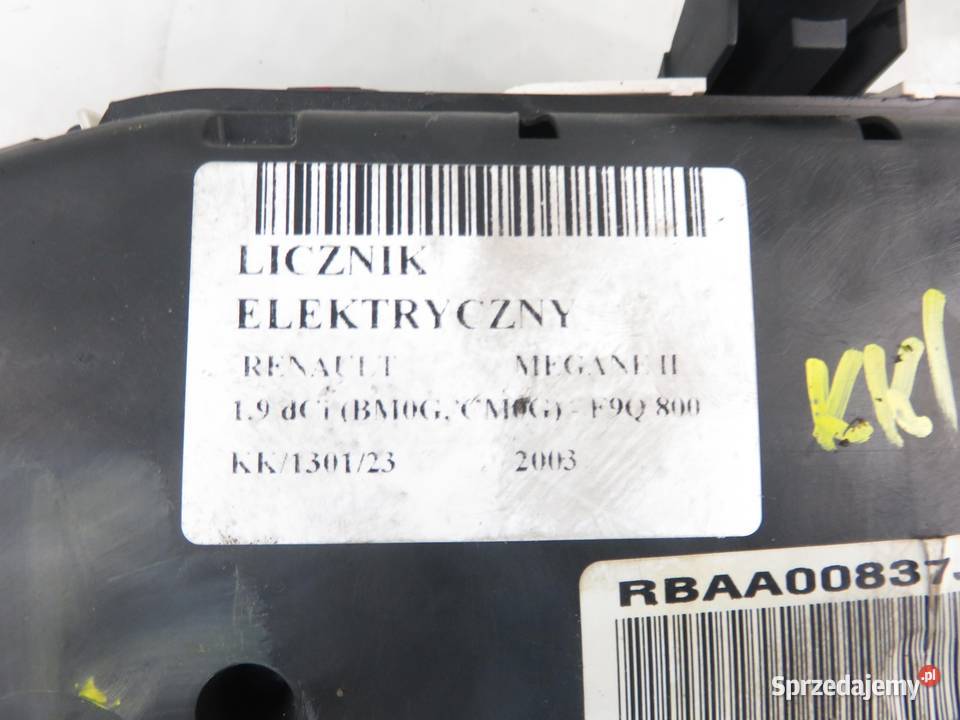 LICZNIK
ELEKTRYCZNY
RENAULT MEGANE II
1.9 dCi (BM0G, CM0G) - F9Q 800
KK/1301/23 2003
KK1
RBAA00837
Sprzedajemy.pl